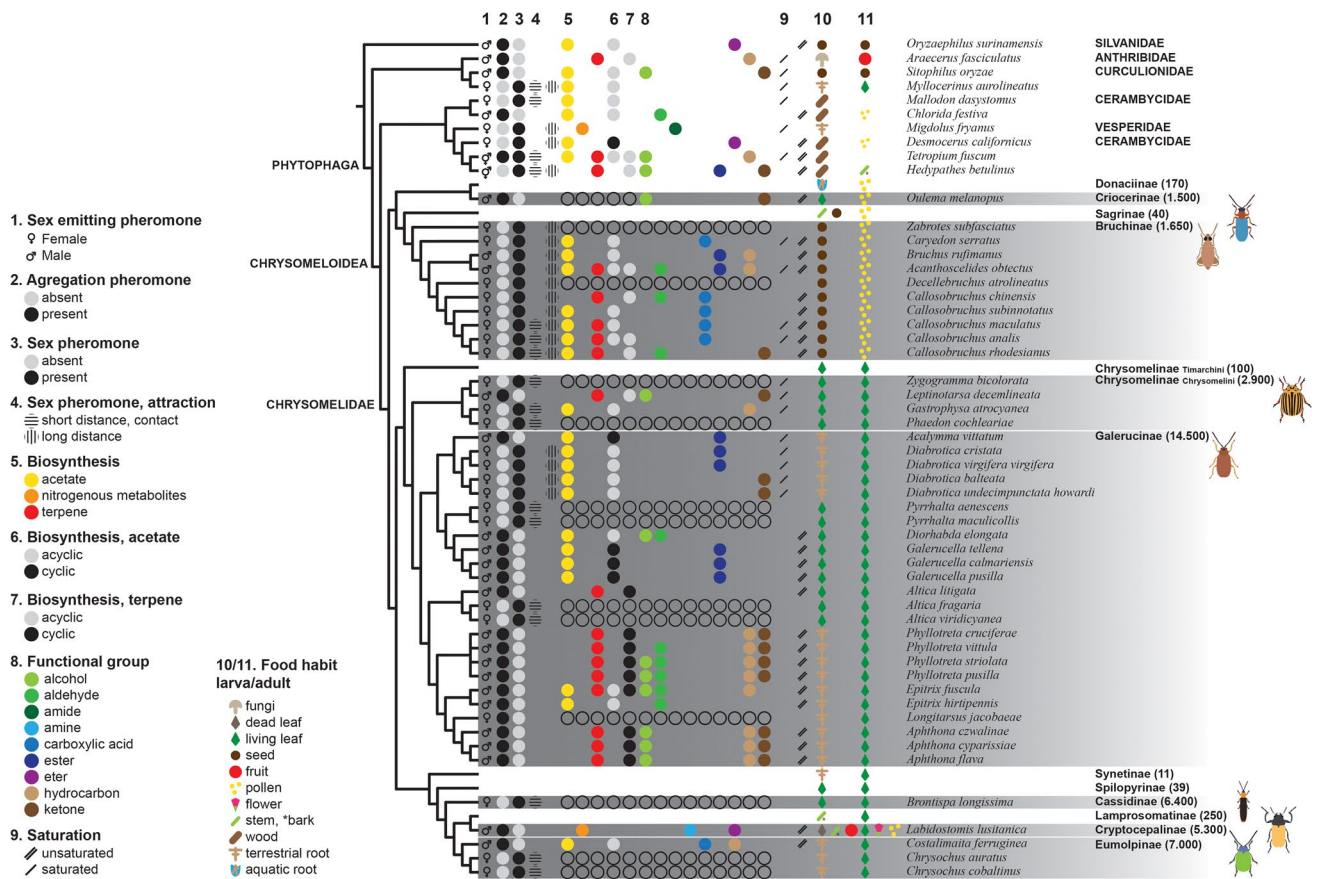 1 2 3 4 5 6 7 8 9 10 11
Oryzaephilus surinamensis SILVANIDAE
Araecerus fasciculatus ANTHRIBIDAE
Sitophilus oryzae CURCULIONIDAE
Myllocerinus aurolineatus
Mallodon dasystomus CERAMBYCIDAE
Chlorida festiva
Migdolus fryanus VESPERIDAE
Desmocerus californicus CERAMBYCIDAE
Tetropium fuscum
PHYTOPHAGA
Hedypathes betulinus
Donaciinae (170)
Oulema melanopus Criocerinae (1.500)
Sagrinae (40)
Zabrotes subfasciatus Bruchinae (1.650)
Caryedon serratus
Bruchus rufimanus
CHRYSOMELOIDEA
Acanthoscelides obtectus
Decellebruchus atrolineatus
Callosobruchus chinensis
Callosobruchus subinnotatus
Callosobruchus maculatus
Callosobruchus analis
Callosobruchus rhodesianus
Chrysomelinae Timarchini (100)
Zygogramma bicolorata Chrysomelinae Chrysomelini (2.900)
Leptinotarsa decemlineata
CHRYSOMELIDAE
Gastrophysa atrocyanea
Phaedon cochleariae
Acalymma vittatum Galerucinae (14.500)
Diabrotica cristata
Diabrotica virgifera virgifera
Diabrotica balteata
Diabrotica undecimpunctata howardi
Pyrrhalta aenescens
Pyrrhalta maculicollis
Diorhabda elongata
Galerucella tellena
Galerucella calmariensis
Galerucella pusilla
Altica litigata
Altica fragaria
Altica viridicyanea
Phyllotreta cruciferae
Phyllotreta vittula
Phyllotreta striolata
Phyllotreta pusilla
Epitrix fuscula
Epitrix hirtipennis
Longitarsus jacobaeae
Aphthona czwalinae
Aphthona cyparissiae
Aphthona flava
Synetinae (11)
Spilopyrinae (39)
Brontispa longissima Cassidinae (6.400)
Lamprosomatinae (250)
Labidostomis lusitanica Cryptocepalinae (5.300)
Costalimaita ferruginea Eumolpinae (7.000)
Chrysochus auratus
Chrysochus cobaltinus
1. Sex emitting pheromone
♀ Female
♂ Male
2. Agregation pheromone
absent
present
3. Sex pheromone
absent
present
4. Sex pheromone, attraction
short distance, contact
long distance
5. Biosynthesis
acetate
nitrogenous metabolites
terpene
6. Biosynthesis, acetate
acyclic
cyclic
7. Biosynthesis, terpene
acyclic
cyclic
8. Functional group
alcohol
aldehyde
amide
amine
carboxylic acid
ester
eter
hydrocarbon
ketone
9. Saturation
unsaturated
saturated
10/11. Food habit
larva/adult
fungi
dead leaf
living leaf
seed
fruit
pollen
flower
stem, *bark
wood
terrestrial root
aquatic root